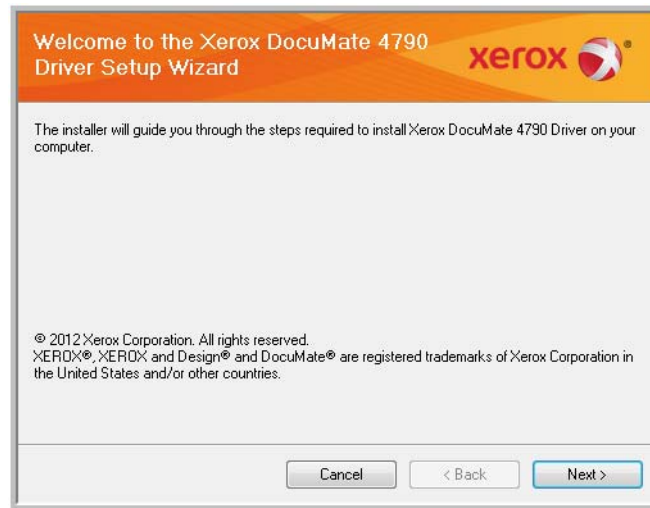 Welcome to the Xerox DocuMate 4790
Driver Setup Wizard
xerox
The installer will guide you through the steps required to install Xerox DocuMate 4790 Driver on your
computer.
© 2012 Xerox Corporation. All rights reserved.
XEROX®, XEROX and Design® and DocuMate® are registered trademarks of Xerox Corporation in
the United States and/or other countries.
Cancel
< Back
Next >